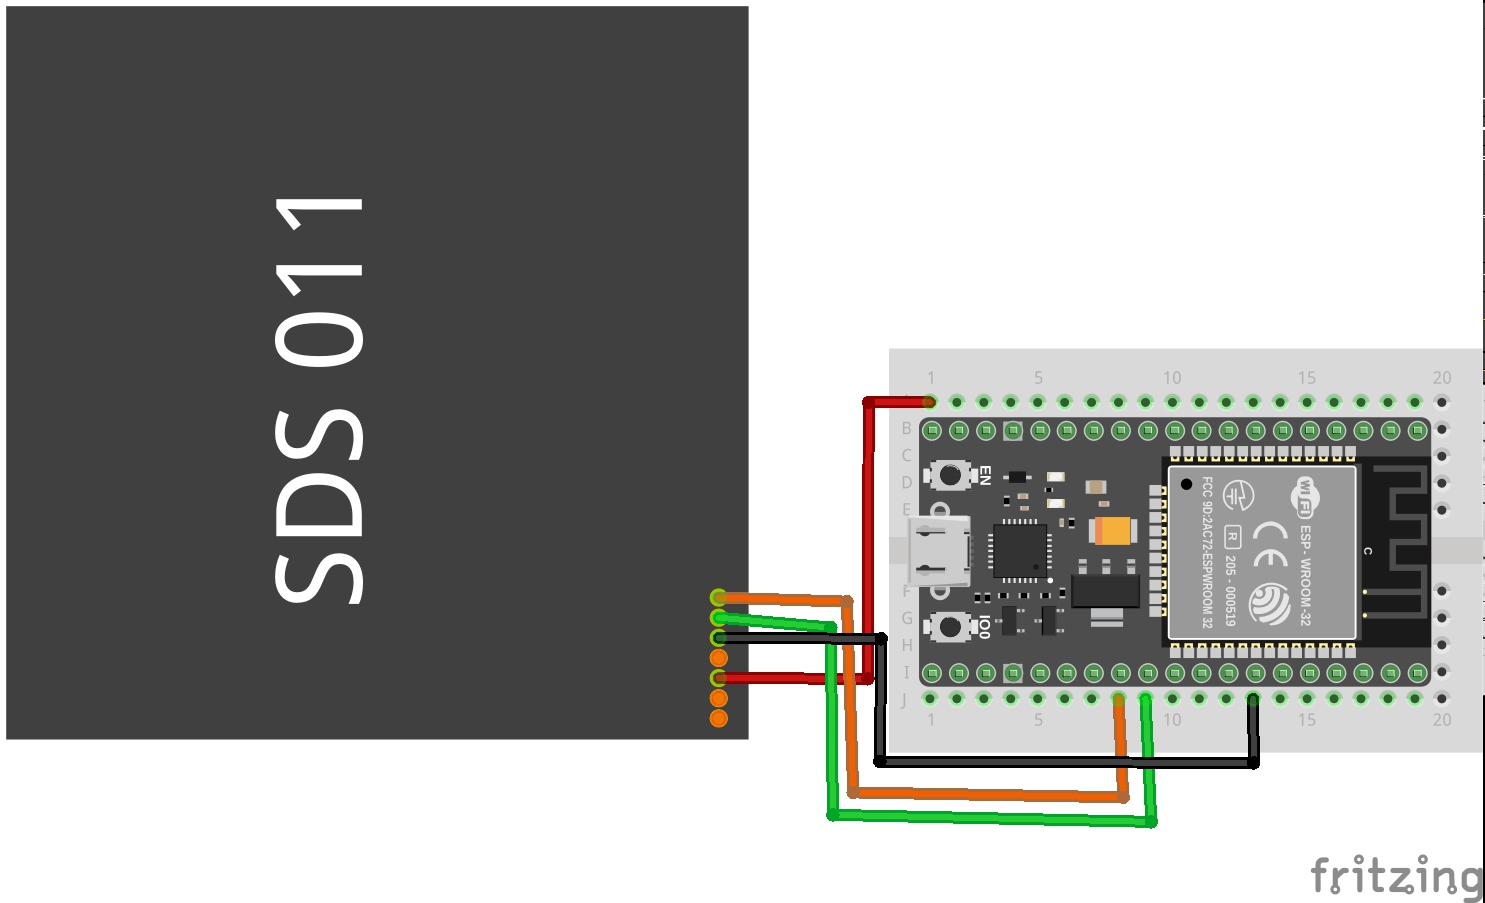 SDS 011
1 5 10 15 20
B
C
D
E
F
G
H
I
J
EN
IO0
FCC 9D:2AC72-ESPWROOM 32
R
205 - 000519
CE
WiFi
ESP - WROOM-32
C
1 5 10 15 20
fritzing